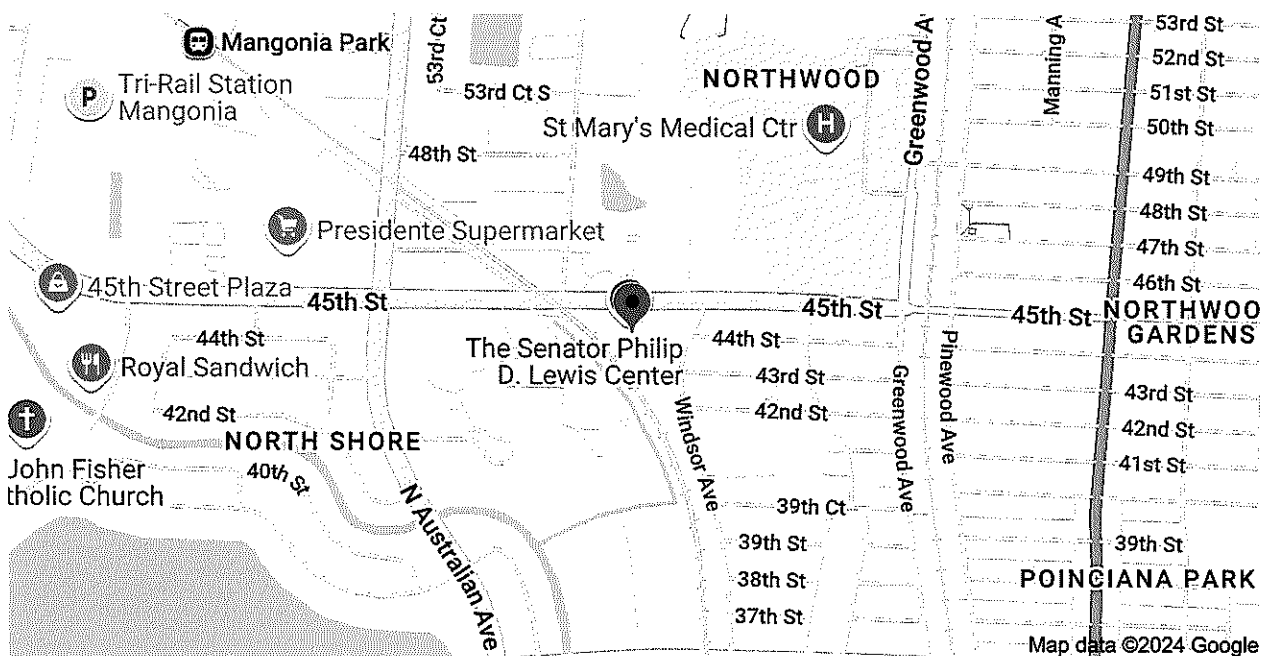 53rd Ct
Greenwood A
Manning A
53rd St
Mangonia Park
52nd St
P
Tri-Rail Station
Mangonia
NORTHWOOD
53rd Ct S
51st St
St Mary's Medical Ctr
H
50th St
48th St
49th St
48th St
Presidente Supermarket
47th St
46th St
45th Street Plaza
45th St
45th St
45th St
NORTHWOO
GARDENS
44th St
44th St
Royal Sandwich
The Senator Philip
D. Lewis Center
43rd St
Greenwood Ave
Pinewood Ave
43rd St
42nd St
Windsor Ave
42nd St
42nd St
NORTH SHORE
John Fisher
tholic Church
40th St
41st St
N Australian Ave
39th Ct
39th St
39th St
38th St
POINCIANA PARK
37th St
Map data ©2024 Google